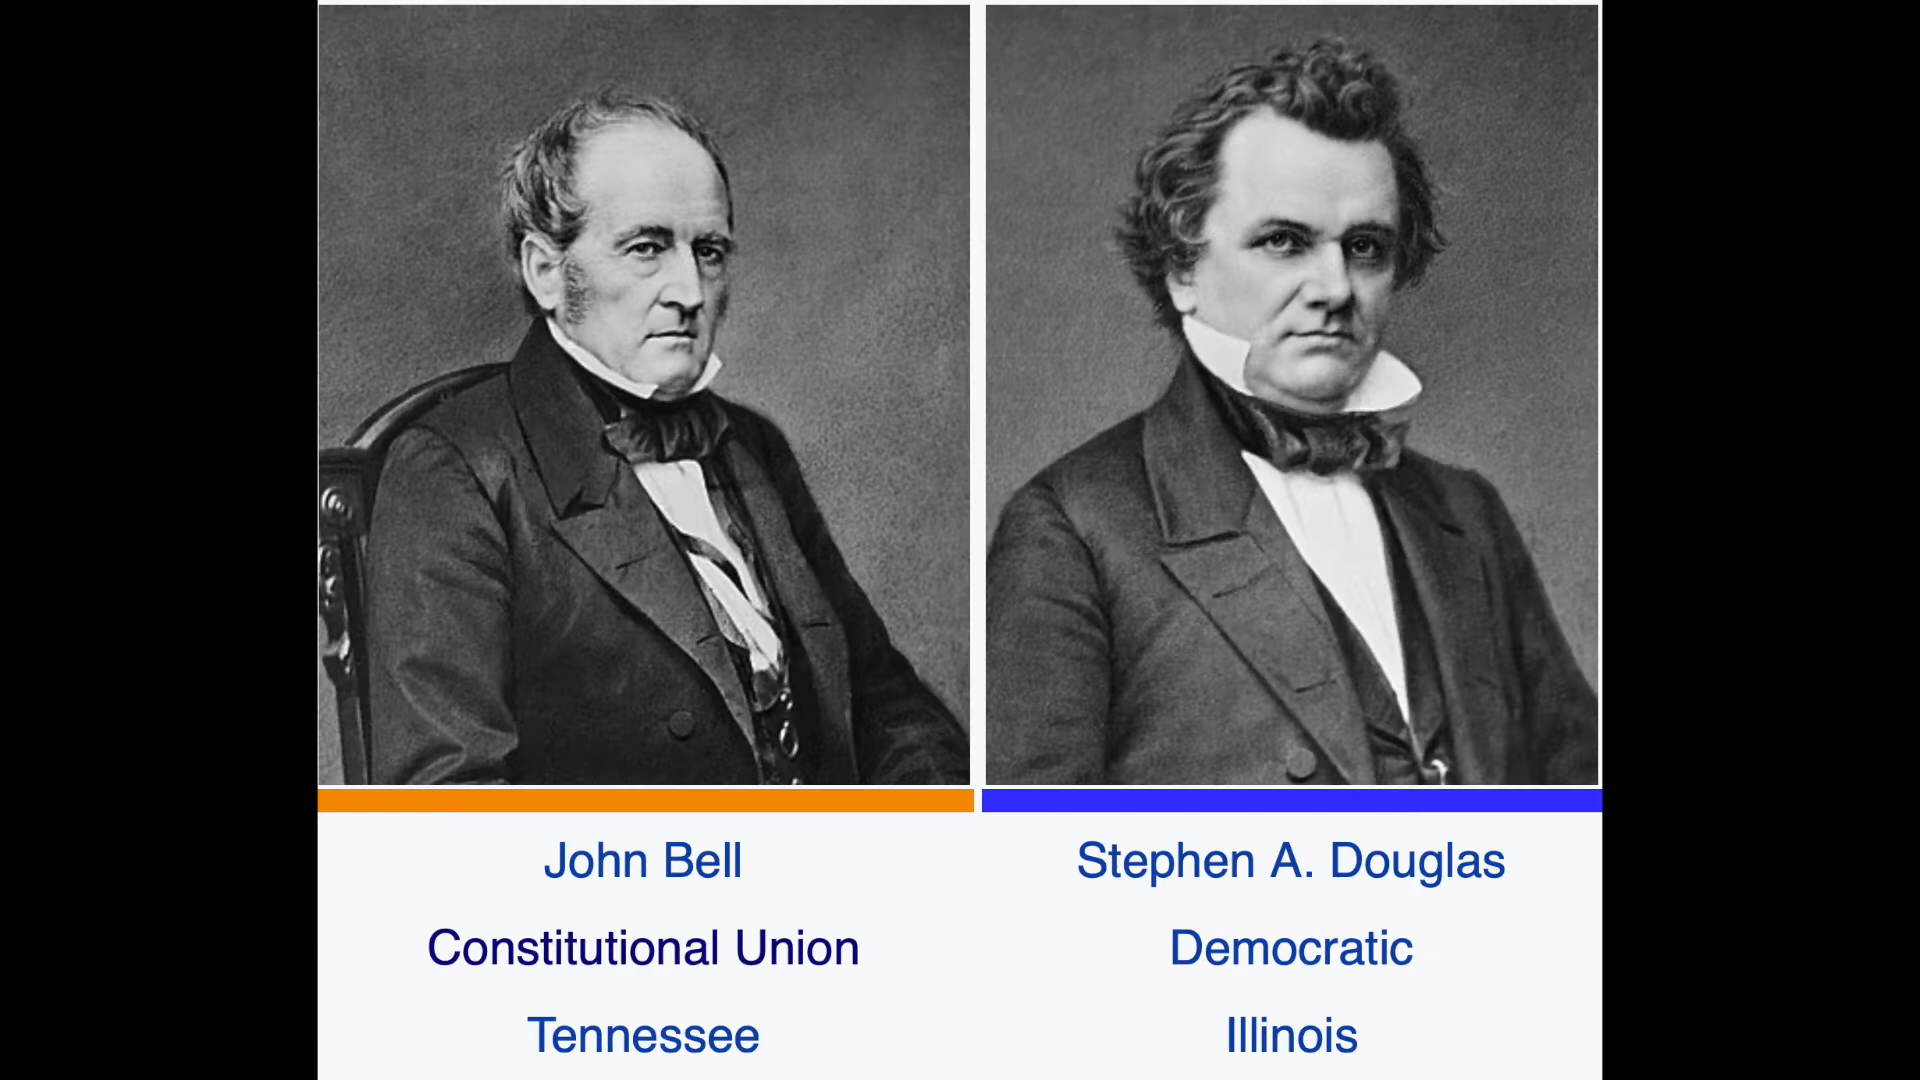 John Bell
Constitutional Union
Tennessee
Stephen A. Douglas
Democratic
Illinois